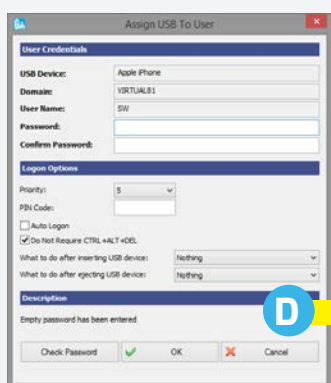 BA Assign USB To User
User Credentials
USB Device: Apple iPhone
Domain: VIRTUAL81
User Name: SW
Password:
Confirm Password:
Logon Options
Priority: 5
PIN Code:
Auto Logon
Do Not Require CTRL+ALT+DEL
What to do after inserting USB device: Nothing
What to do after ejecting USB device: Nothing
Description
D
Empty password has been entered
Check Password OK Cancel